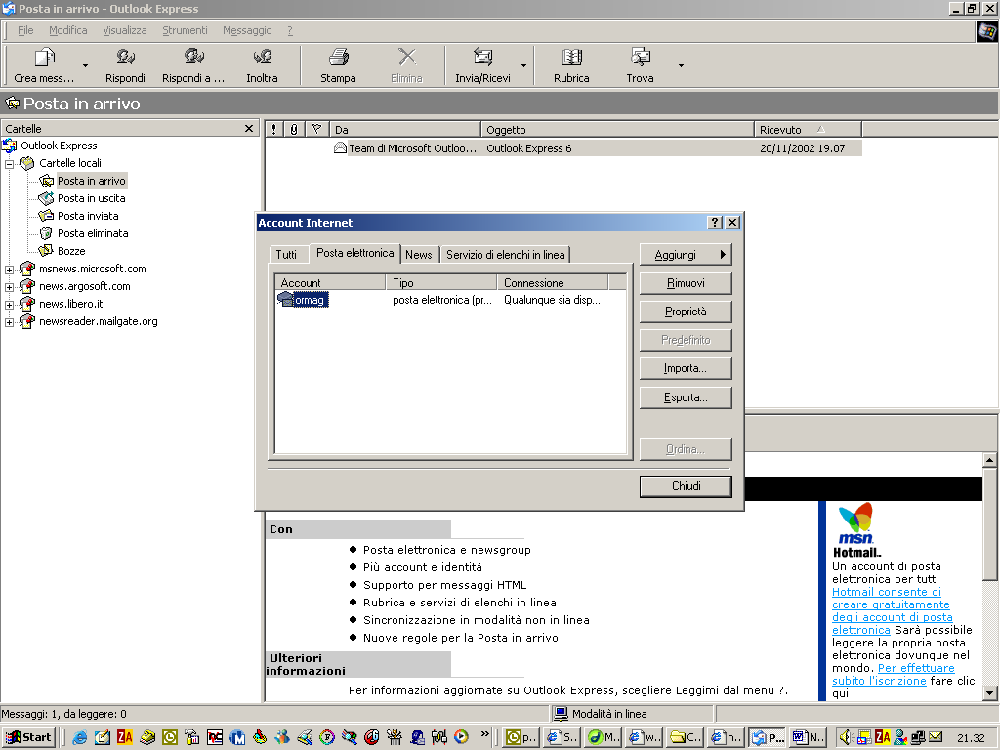 Posta in arrivo - Outlook Express
File Modifica Visualizza Strumenti Messaggio ?
Crea mess... Rispondi Rispondi a ... Inoltra Stampa Elimina Invia/Ricevi Rubrica Trova
Posta in arrivo
Cartelle
! Da Oggetto Ricevuto
Outlook Express
Cartelle locali
Posta in arrivo
Posta in uscita
Posta inviata
Posta eliminata
Bozze
msnews.microsoft.com
news.argosoft.com
news.libero.it
newsreader.mailgate.org
Team di Microsoft Outloo... Outlook Express 6 20/11/2002 19.07
Account Internet
Tutti Posta elettronica News Servizio di elenchi in linea
Account Tipo Connessione
ormag posta elettronica (pr... Qualunque sia disp...
Aggiungi
Rimuovi
Proprietà
Predefinito
Importa...
Esporta...
Ordina...
Chiudi
Con
Posta elettronica e newsgroup
Più account e identità
Supporto per messaggi HTML
Rubrica e servizi di elenchi in linea
Sincronizzazione in modalità non in linea
Nuove regole per la Posta in arrivo
Ulteriori
informazioni
Per informazioni aggiornate su Outlook Express, scegliere Leggimi dal menu ?.
msn
Hotmail
Un account di posta
elettronica per tutti
Hotmail consente di
creare gratuitamente
degli account di posta
elettronica Sarà possibile
leggere la propria posta
elettronica dovunque nel
mondo. Per effettuare
subito l'iscrizione fare clic
qui
Messaggi: 1, da leggere: 0 Modalità in linea
Start p.. S.. M.. w.. C.. h.. P... N.. 21.32